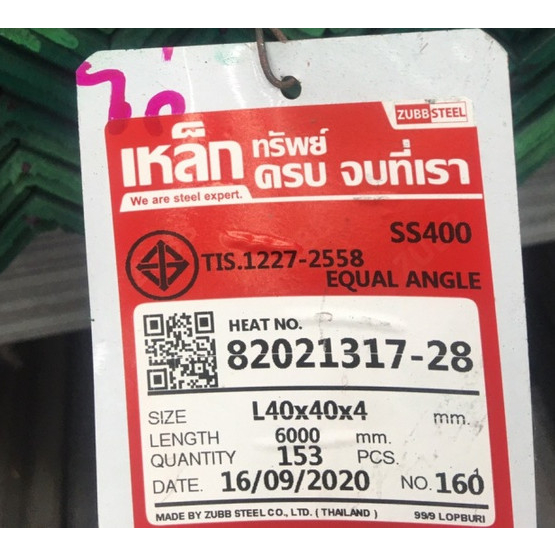 ZUBB STEEL
เหล็ก ทรัพย์
ครบ จบที่เรา
We are steel expert.
SS400
TIS.1227-2558
EQUAL ANGLE
HEAT NO.
82021317-28
SIZE L40x40x4 mm.
LENGTH 6000 mm.
QUANTITY 153 PCS.
DATE. 16/09/2020 NO. 160
MADE BY ZUBB STEEL CO., LTD. ( THAILAND ) 99/9 LOPBURI